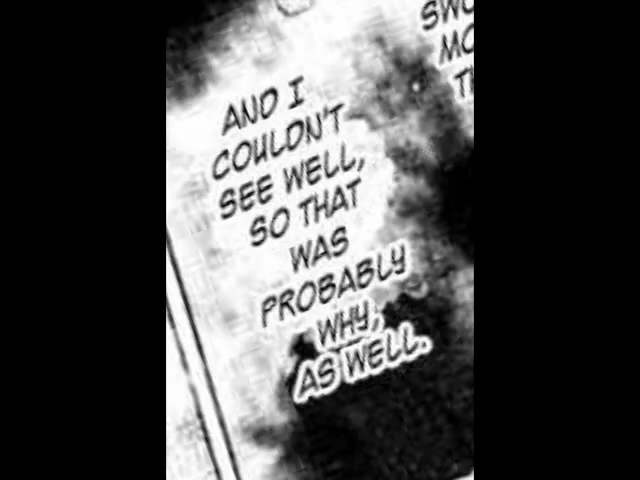 AND I
COULDN'T
SEE WELL,
SO THAT
WAS
PROBABLY
WHY,
AS WELL.